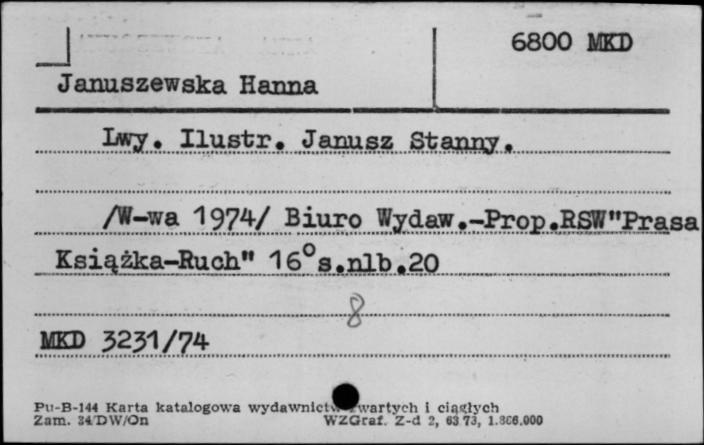 6800 MKD
Januszewska Hanna
Lwy. Ilustr. Janusz Stanny.
/W-wa 1974/ Biuro Wydaw.-Prop.RSW"Prasa
Książka-Ruch" 16° s.nlb.20
8
MKD 3231/74
Pu-B-144 Karta katalogowa wydawnictw zwartych i ciągłych
Zam. 34/DW/On WZGraf. Z-d 2, 63 73, 1.866.000